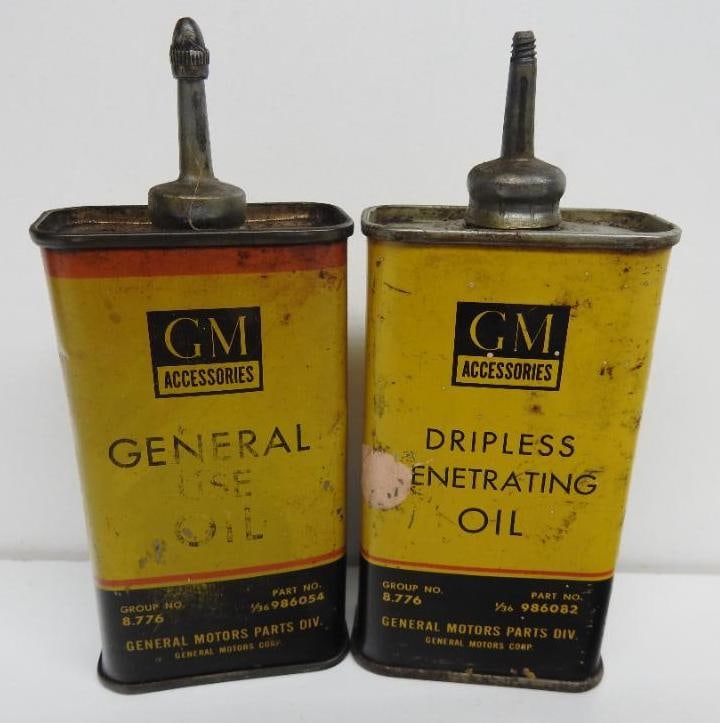 GM
ACCESSORIES
GENERAL
USE
OIL
GROUP NO.
8.776
PART NO.
1/36 986054
GENERAL MOTORS PARTS DIV.
GENERAL MOTORS CORP.
GM
ACCESSORIES
DRIPLESS
ENETRATING
OIL
GROUP NO.
8.776
PART NO.
1/36 986082
GENERAL MOTORS PARTS DIV.
GENERAL MOTORS CORP.